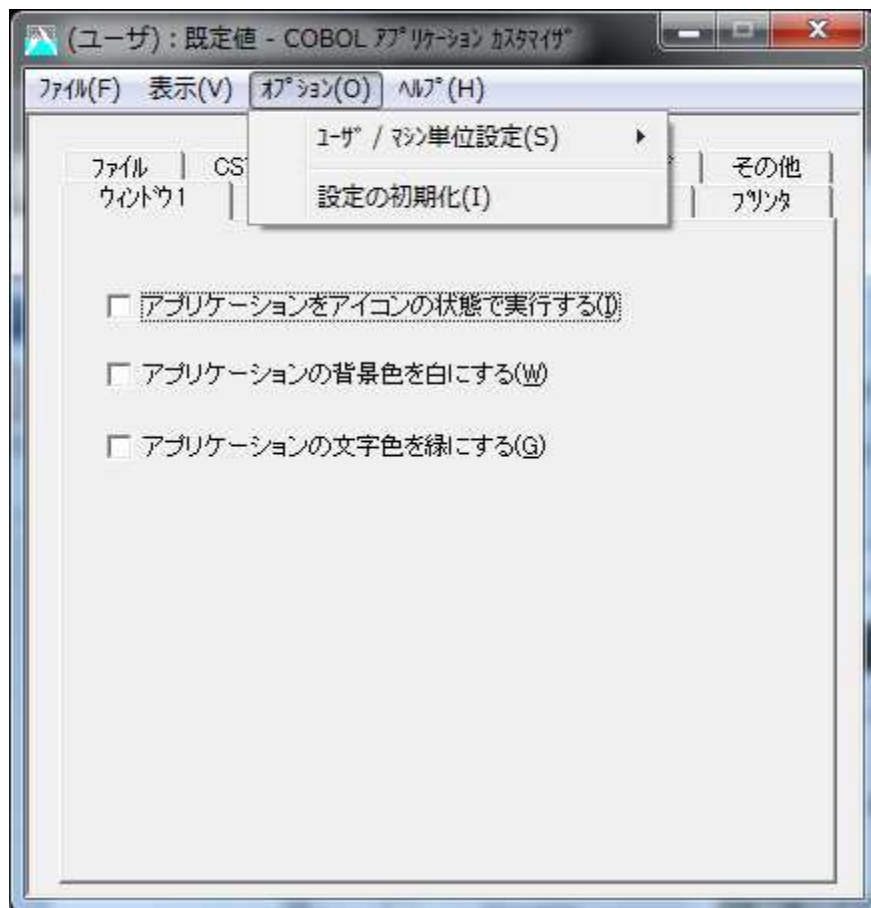 (ユーザ) : 既定値 - COBOL ｱﾌﾟﾘｹｰｼｮﾝ ｶｽﾀﾏｲｻﾞ
ﾌｧｲﾙ(F) 表示(V) ｵﾌﾟｼｮﾝ(O) ﾍﾙﾌﾟ(H)
ﾕｰｻﾞ / ﾏｼﾝ単位設定(S)
設定の初期化(I)
ファイル CS その他
ウィンドウ1 プリンタ
アプリケーションをアイコンの状態で実行する(I)
アプリケーションの背景色を白にする(W)
アプリケーションの文字色を緑にする(G)